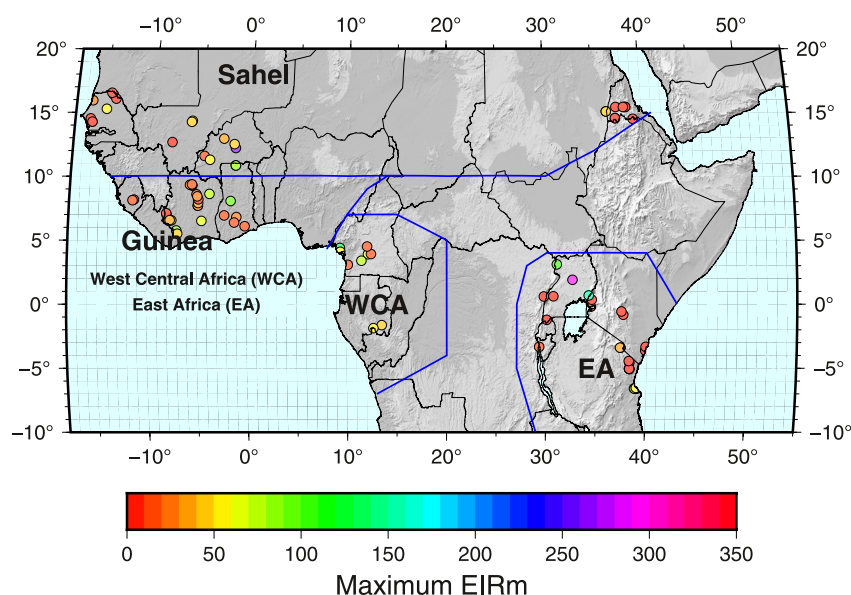 −10° 0° 10° 20° 30° 40° 50°
20° 20°
Sahel
15° 15°
10° 10°
5° 5°
Guinea
West Central Africa (WCA)
East Africa (EA)
0° WCA 0°
−5° EA −5°
−10° −10°
−10° 0° 10° 20° 30° 40° 50°
0 50 100 150 200 250 300 350
Maximum EIRm